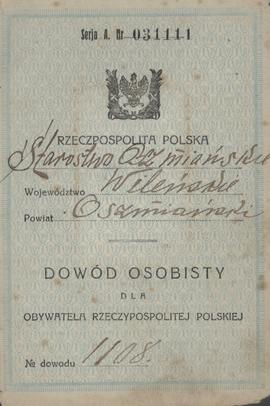 Serja A. Nr 031111
RZECZPOSPOLITA POLSKA
Starostwo Oszmiańskie
Województwo Wileńskie
Powiat Oszmiański
DOWÓD OSOBISTY
DLA
OBYWATELA RZECZYPOSPOLITEJ POLSKIEJ
№ dowodu 1108.